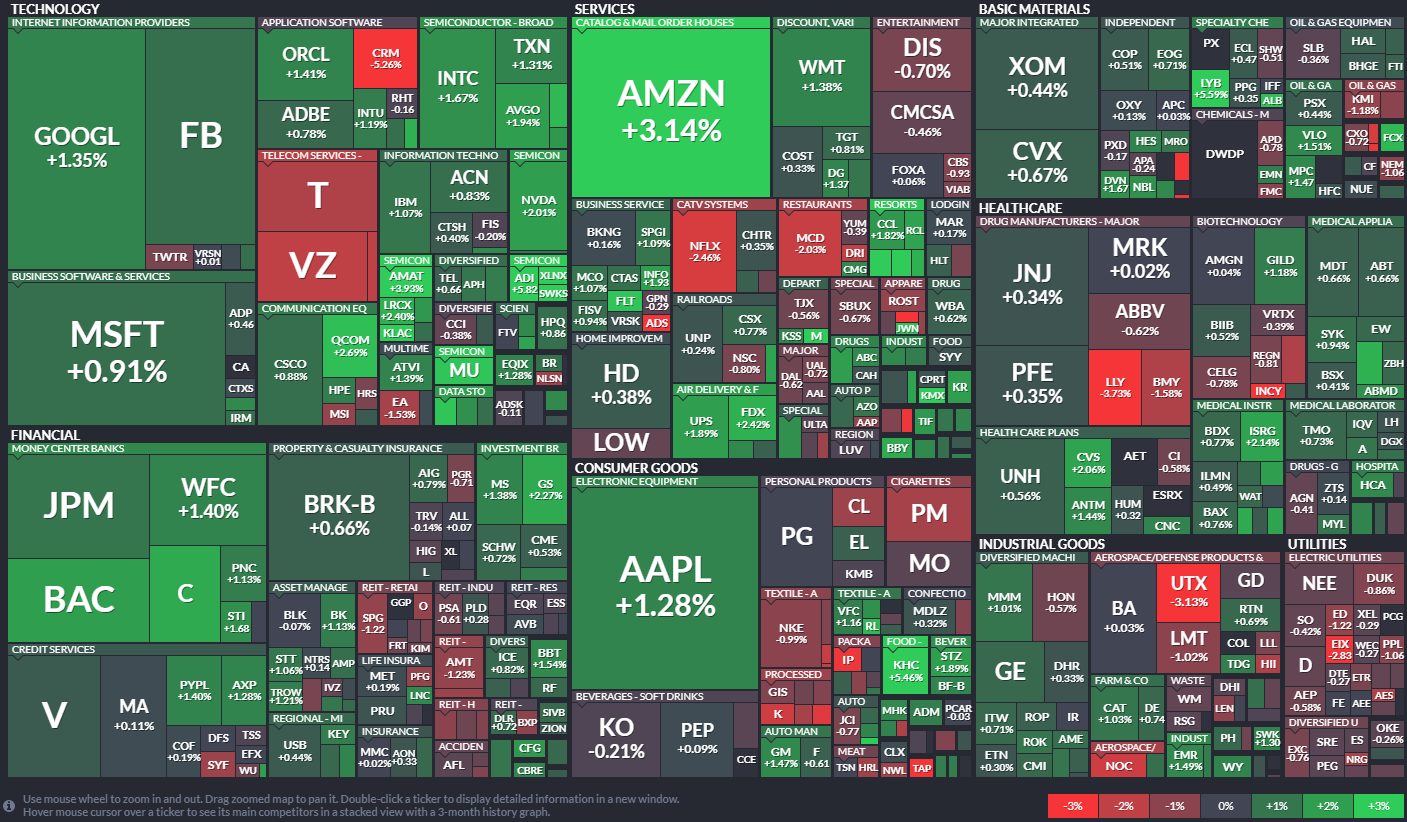 TECHNOLOGY
INTERNET INFORMATION PROVIDERS
GOOGL
+1.35%
FB
TWTR
VRSN
+0.01
APPLICATION SOFTWARE
ORCL
+1.41%
CRM
-5.26%
ADBE
+0.78%
INTU
+1.19%
RHT
-0.16
SEMICONDUCTOR - BROAD
INTC
+1.67%
TXN
+1.31%
AVGO
+1.94%
TELECOM SERVICES -
T
VZ
INFORMATION TECHNO
IBM
+1.07%
ACN
+0.83%
CTSH
+0.40%
FIS
-0.20%
SEMICON
NVDA
+2.01%
BUSINESS SOFTWARE & SERVICES
MSFT
+0.91%
ADP
+0.46
CA
CTXS
IRM
COMMUNICATION EQ
CSCO
+0.88%
QCOM
+2.69%
HPE
HRS
MSI
SEMICON
AMAT
+3.93%
LRCX
+2.40%
KLAC
DIVERSIFIED
TEL
+0.66
APH
SEMICON
ADI
+5.82
XLNX
SWKS
DIVERSIFIE
CCI
-0.38%
SCIEN
FTV
HPQ
+0.86
MULTIME
ATVI
+1.39%
EA
-1.53%
SEMICON
MU
DATA STO
EQIX
+1.28%
BR
NLSN
ADSK
-0.11
SERVICES
CATALOG & MAIL ORDER HOUSES
AMZN
+3.14%
DISCOUNT, VARI
WMT
+1.38%
COST
+0.33%
TGT
+0.81%
DG
+1.37
ENTERTAINMENT
DIS
-0.70%
CMCSA
-0.46%
FOXA
+0.06%
CBS
-0.93
VIAB
BUSINESS SERVICE
BKNG
+0.16%
SPGI
+1.09%
MCO
+1.07%
CTAS
INFO
+1.93
FLT
GPN
-0.29
FISV
+0.94%
VRSK
ADS
CATV SYSTEMS
NFLX
-2.46%
CHTR
+0.35%
RESTAURANTS
MCD
-2.03%
YUM
-0.39
DRI
CMG
RESORTS
CCL
+1.82%
RCL
LODGIN
MAR
+0.17%
HLT
HOME IMPROVEM
HD
+0.38%
LOW
RAILROADS
UNP
+0.24%
CSX
+0.77%
NSC
-0.80%
DEPART
TJX
-0.56%
KSS
M
SPECIAL
SBUX
-0.67%
APPARE
ROST
JWN
DRUG
WBA
+0.62%
MAJOR
DAL
-0.62
UAL
-0.72
AAL
DRUGS
ABC
CAH
INDUST
FOOD
SYY
AIR DELIVERY & F
UPS
+1.89%
FDX
+2.42%
SPECIAL
ULTA
AUTO P
AZO
AAP
REGION
LUV
CPRT
KMX
KR
TIF
BBY
BASIC MATERIALS
MAJOR INTEGRATED
XOM
+0.44%
CVX
+0.67%
INDEPENDENT
COP
+0.51%
EOG
+0.71%
OXY
+0.13%
APC
+0.03%
PXD
-0.17
HES
MRO
APA
-0.24
DVN
+1.67
NBL
SPECIALTY CHE
PX
ECL
+0.47
SHW
-0.51
LYB
+5.59%
PPG
+0.35
IFF
ALB
CHEMICALS - M
DWDP
APD
-0.78
EMN
FMC
OIL & GAS EQUIPMEN
SLB
-0.36%
HAL
BHGE
FTI
OIL & GA
PSX
+0.44%
VLO
+1.51%
MPC
+1.47
HFC
OIL & GAS
KMI
-1.18%
CXO
-0.72
FCX
CF
NEM
-1.06
NUE
HEALTHCARE
DRUG MANUFACTURERS - MAJOR
JNJ
+0.34%
PFE
+0.35%
MRK
+0.02%
ABBV
-0.62%
LLY
-3.73%
BMY
-1.58%
BIOTECHNOLOGY
AMGN
+0.04%
GILD
+1.18%
BIIB
+0.52%
VRTX
-0.39%
CELG
-0.78%
REGN
-0.81
INCY
MEDICAL APPLIA
MDT
+0.66%
ABT
+0.66%
SYK
+0.94%
EW
ZBH
BSX
+0.41%
ABMD
HEALTH CARE PLANS
UNH
+0.56%
CVS
+2.06%
AET
CI
-0.58%
ANTM
+1.44%
HUM
+0.32
ESRX
CNC
MEDICAL INSTR
BDX
+0.77%
ISRG
+2.14%
ILMN
+0.49%
WAT
BAX
+0.76%
MEDICAL LABORATOR
TMO
+0.73%
IQV
LH
A
DGX
DRUGS - G
AGN
-0.41
ZTS
+0.14
MYL
HOSPITA
HCA
FINANCIAL
MONEY CENTER BANKS
JPM
WFC
+1.40%
BAC
C
PNC
+1.13%
STI
+1.68
PROPERTY & CASUALTY INSURANCE
BRK-B
+0.66%
AIG
+0.79%
PGR
-0.71
TRV
-0.14%
ALL
+0.07
HIG
XL
L
INVESTMENT BR
MS
+1.38%
GS
+2.27%
SCHW
+0.72%
CME
+0.53%
CREDIT SERVICES
V
MA
+0.11%
PYPL
+1.40%
AXP
+1.28%
COF
+0.19%
DFS
TSS
SYF
EFX
WU
ASSET MANAGE
BLK
-0.07%
BK
+1.13%
STT
+1.06%
NTRS
+0.14
AMP
TROW
+1.21%
IVZ
REIT - RETAI
SPG
-1.22
GGP
O
FRT
KIM
REIT - INDU
PSA
-0.61
PLD
+0.28
REIT - RES
EQR
ESS
AVB
LIFE INSURA
MET
+0.19%
PFG
LNC
PRU
REIT -
AMT
-1.23%
DIVERS
ICE
+0.82%
BBT
+1.54%
RF
REGIONAL - MI
USB
+0.44%
KEY
INSURANCE
MMC
+0.02%
AON
+0.33
REIT - H
REIT -
DLR
+0.72
BXP
SIVB
ZION
ACCIDEN
AFL
CFG
CBRE
CONSUMER GOODS
ELECTRONIC EQUIPMENT
AAPL
+1.28%
PERSONAL PRODUCTS
PG
CL
EL
KMB
CIGARETTES
PM
MO
TEXTILE - A
NKE
-0.99%
TEXTILE - A
VFC
+1.16
RL
CONFECTIO
MDLZ
+0.32%
PACKA
IP
FOOD -
KHC
+5.46%
BEVER
STZ
+1.89%
BF-B
BEVERAGES - SOFT DRINKS
KO
-0.21%
PEP
+0.09%
CCE
PROCESSED
GIS
K
AUTO
JCI
-0.77
MHK
ADM
PCAR
-0.03
AUTO MAN
GM
+1.47%
F
+0.61
MEAT
TSN
HRL
CLX
NWL
TAP
INDUSTRIAL GOODS
DIVERSIFIED MACHI
MMM
+1.01%
HON
-0.57%
GE
DHR
+0.33%
ITW
+0.71%
ROP
IR
ROK
AME
ETN
+0.30%
CMI
AEROSPACE/DEFENSE PRODUCTS &
BA
+0.03%
UTX
-3.13%
GD
LMT
-1.02%
RTN
+0.69%
COL
LLL
TDG
HII
FARM & CO
CAT
+1.03%
DE
+0.74
WASTE
WM
RSG
DHI
LEN
AEROSPACE/
NOC
INDUST
EMR
+1.49%
PH
SWK
+1.30
WY
UTILITIES
ELECTRIC UTILITIES
NEE
DUK
-0.86%
SO
-0.42%
ED
-1.22
XEL
-0.29
PCG
EIX
-2.83
WEC
-0.27
PPL
-1.06
D
DTE
-0.27
ETR
AEP
-0.58%
FE
AEE
AES
DIVERSIFIED U
EXC
-0.76
SRE
ES
OKE
-0.26%
PEG
NRG
Use mouse wheel to zoom in and out. Drag zoomed map to pan it. Double-click a ticker to display detailed information in a new window.
Hover mouse cursor over a ticker to see its main competitors in a stacked view with a 3-month history graph.
-3%
-2%
-1%
0%
+1%
+2%
+3%